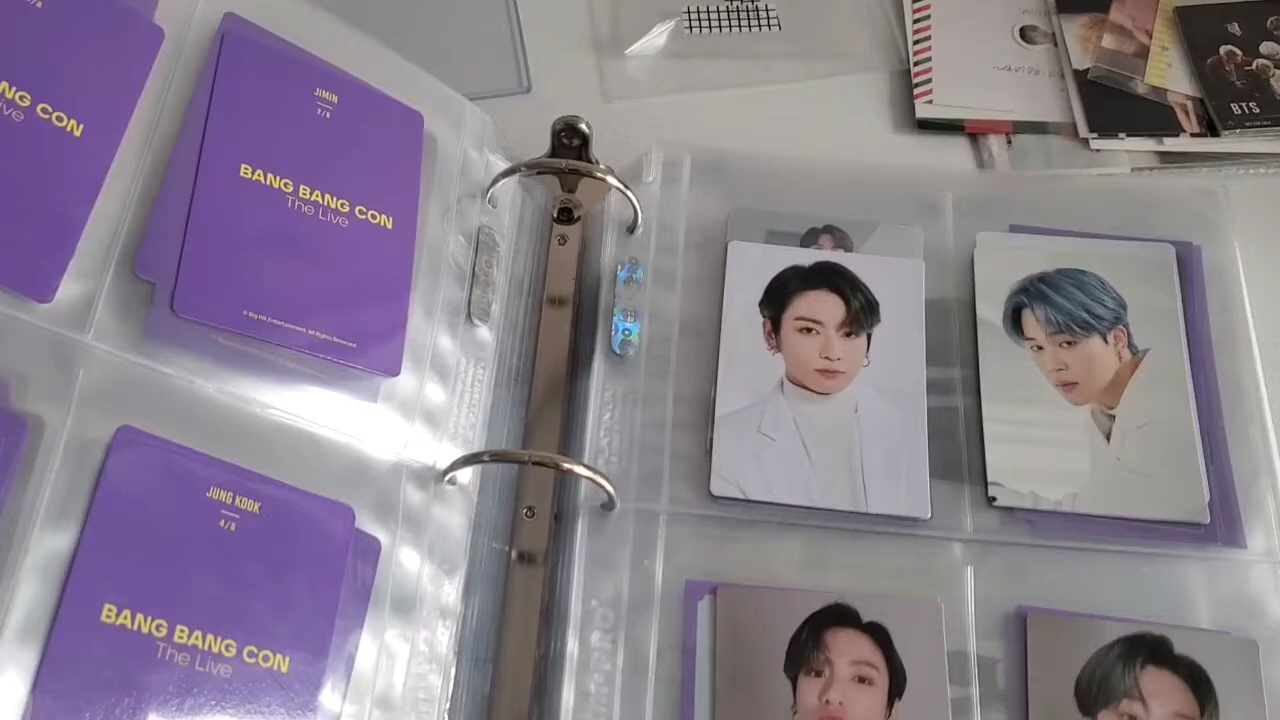 /8
NG CON
ive
JIMIN
2/8
BANG BANG CON
The Live
© Big Hit Entertainment. All Rights Reserved
JUNG KOOK
4/8
BANG BANG CON
The Live
BTS